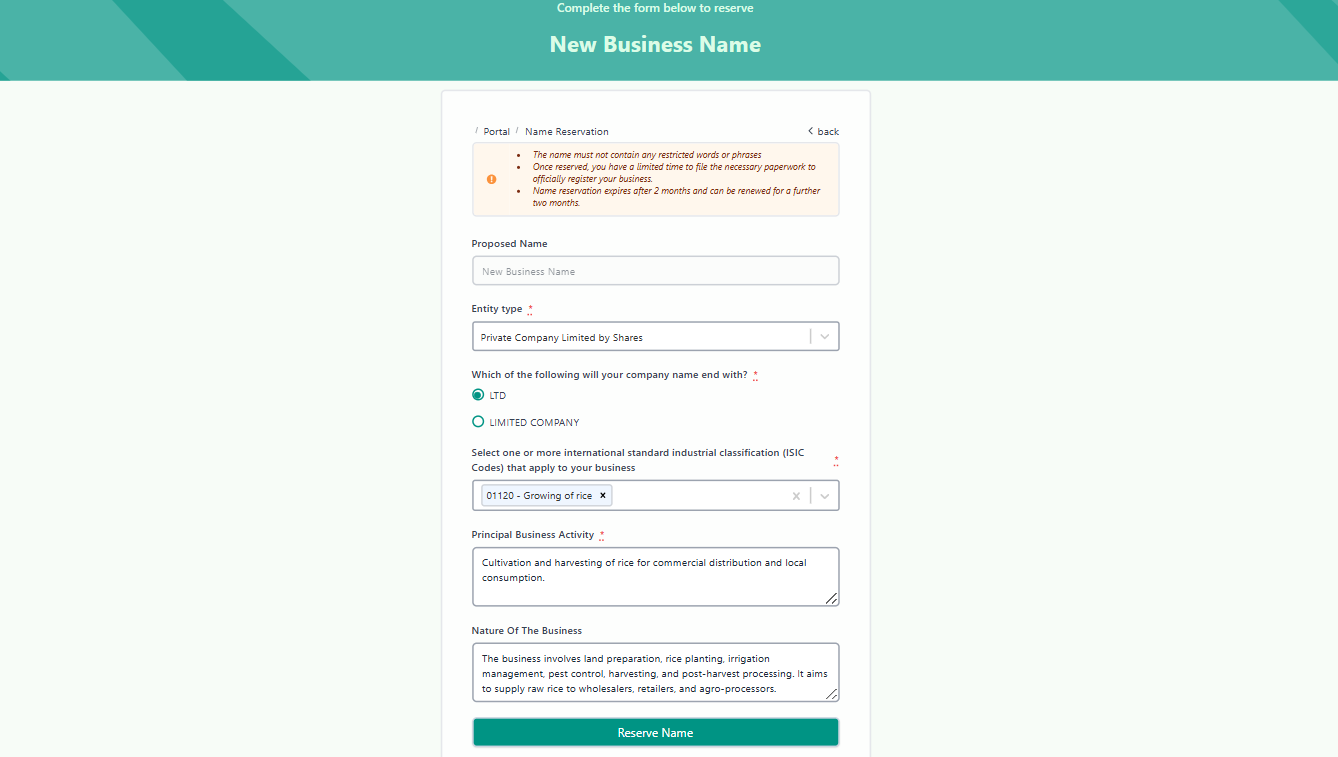 Complete the form below to reserve
New Business Name
/ Portal / Name Reservation
back
• The name must not contain any restricted words or phrases
• Once reserved, you have a limited time to file the necessary paperwork to
officially register your business.
• Name reservation expires after 2 months and can be renewed for a further
two months.
Proposed Name
New Business Name
Entity type *
Private Company Limited by Shares
Which of the following will your company name end with? *
LTD
LIMITED COMPANY
Select one or more international standard industrial classification (ISIC
Codes) that apply to your business *
01120 - Growing of rice ×
Principal Business Activity *
Cultivation and harvesting of rice for commercial distribution and local
consumption.
Nature Of The Business
The business involves land preparation, rice planting, irrigation
management, pest control, harvesting, and post-harvest processing. It aims
to supply raw rice to wholesalers, retailers, and agro-processors.
Reserve Name